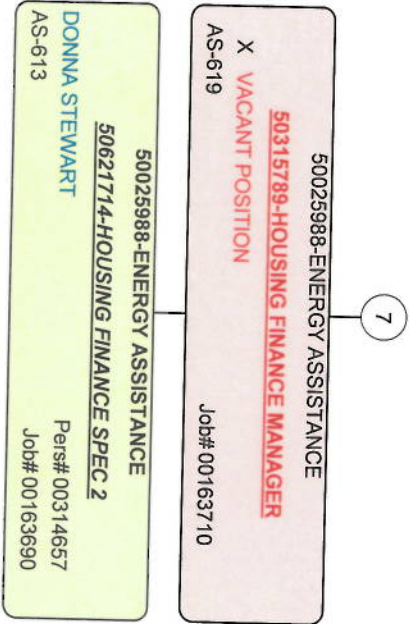 7
50025988-ENERGY ASSISTANCE
50315789-HOUSING FINANCE MANAGER
X VACANT POSITION
AS-619 Job# 00163710
50025988-ENERGY ASSISTANCE
50621714-HOUSING FINANCE SPEC 2
DONNA STEWART Pers# 00314657
AS-613 Job# 00163690